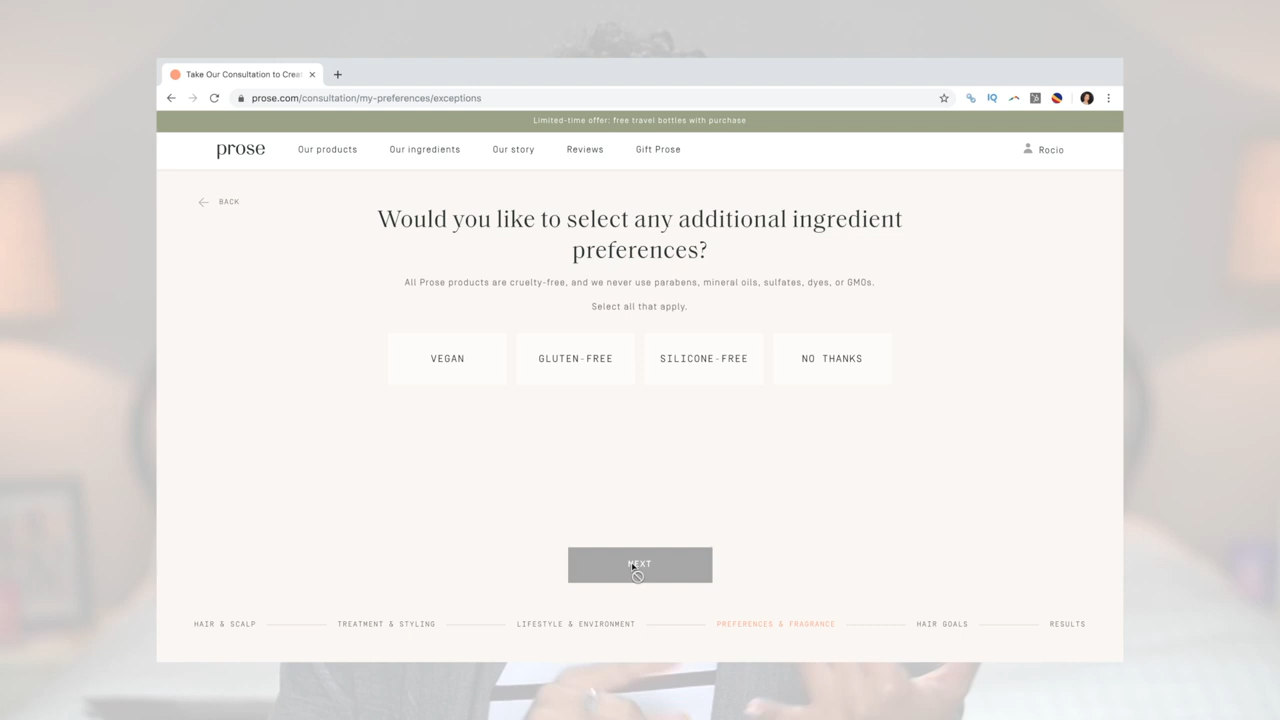 Take Our Consultation to Crea
prose.com/consultation/my-preferences/exceptions
IQ
Limited-time offer: free travel bottles with purchase
prose
Our products
Our ingredients
Our story
Reviews
Gift Prose
Rocio
BACK
Would you like to select any additional ingredient
preferences?
All Prose products are cruelty-free, and we never use parabens, mineral oils, sulfates, dyes, or GMOs.
Select all that apply.
VEGAN
GLUTEN-FREE
SILICONE-FREE
NO THANKS
NEXT
HAIR & SCALP
TREATMENT & STYLING
LIFESTYLE & ENVIRONMENT
PREFERENCES & FRAGRANCE
HAIR GOALS
RESULTS